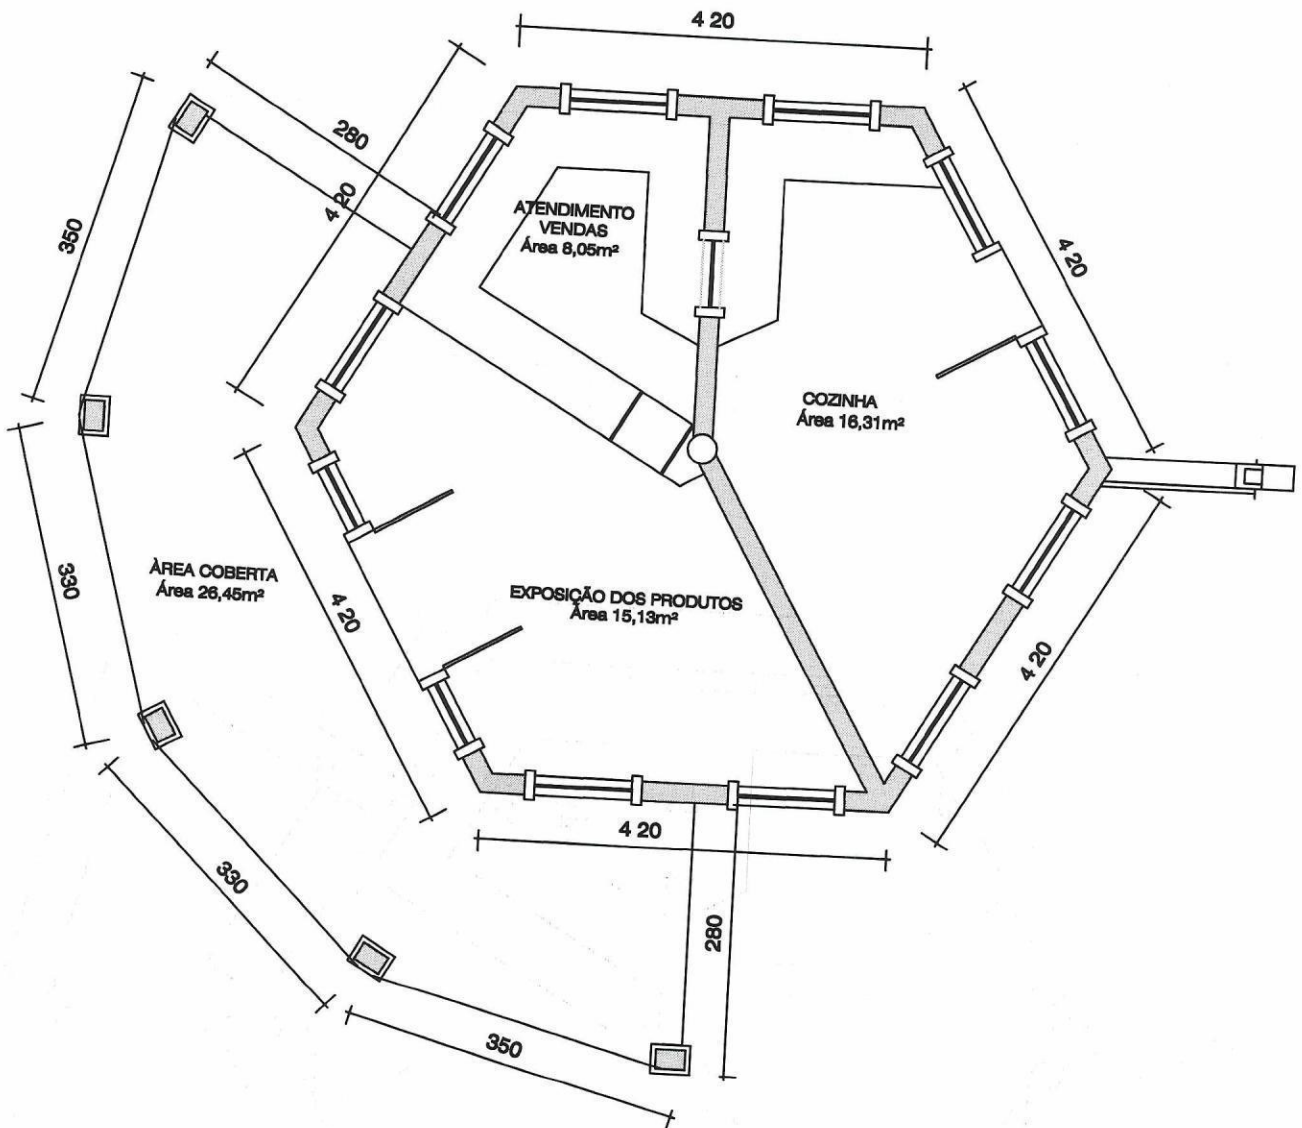 4 20
280
4 20
350
ATENDIMENTO
VENDAS
Área 8,05m²
4 20
COZINHA
Área 16,31m²
330
ÀREA COBERTA
Área 26,45m²
4 20
EXPOSIÇÃO DOS PRODUTOS
Área 15,13m²
4 20
4 20
330
280
350